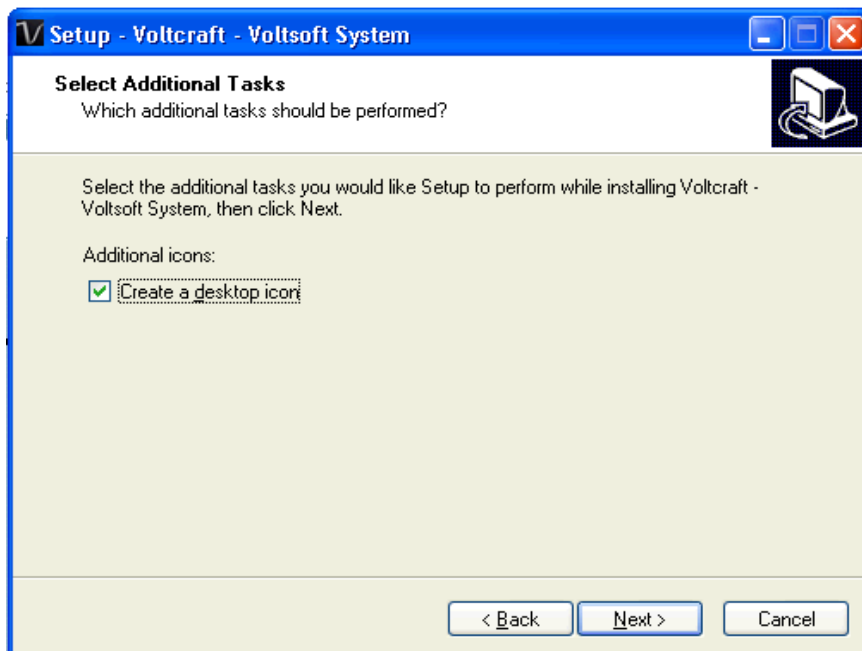 Setup - Voltcraft - Voltsoft System
Select Additional Tasks
Which additional tasks should be performed?
Select the additional tasks you would like Setup to perform while installing Voltcraft -
Voltsoft System, then click Next.
Additional icons:
Create a desktop icon
< Back Next > Cancel